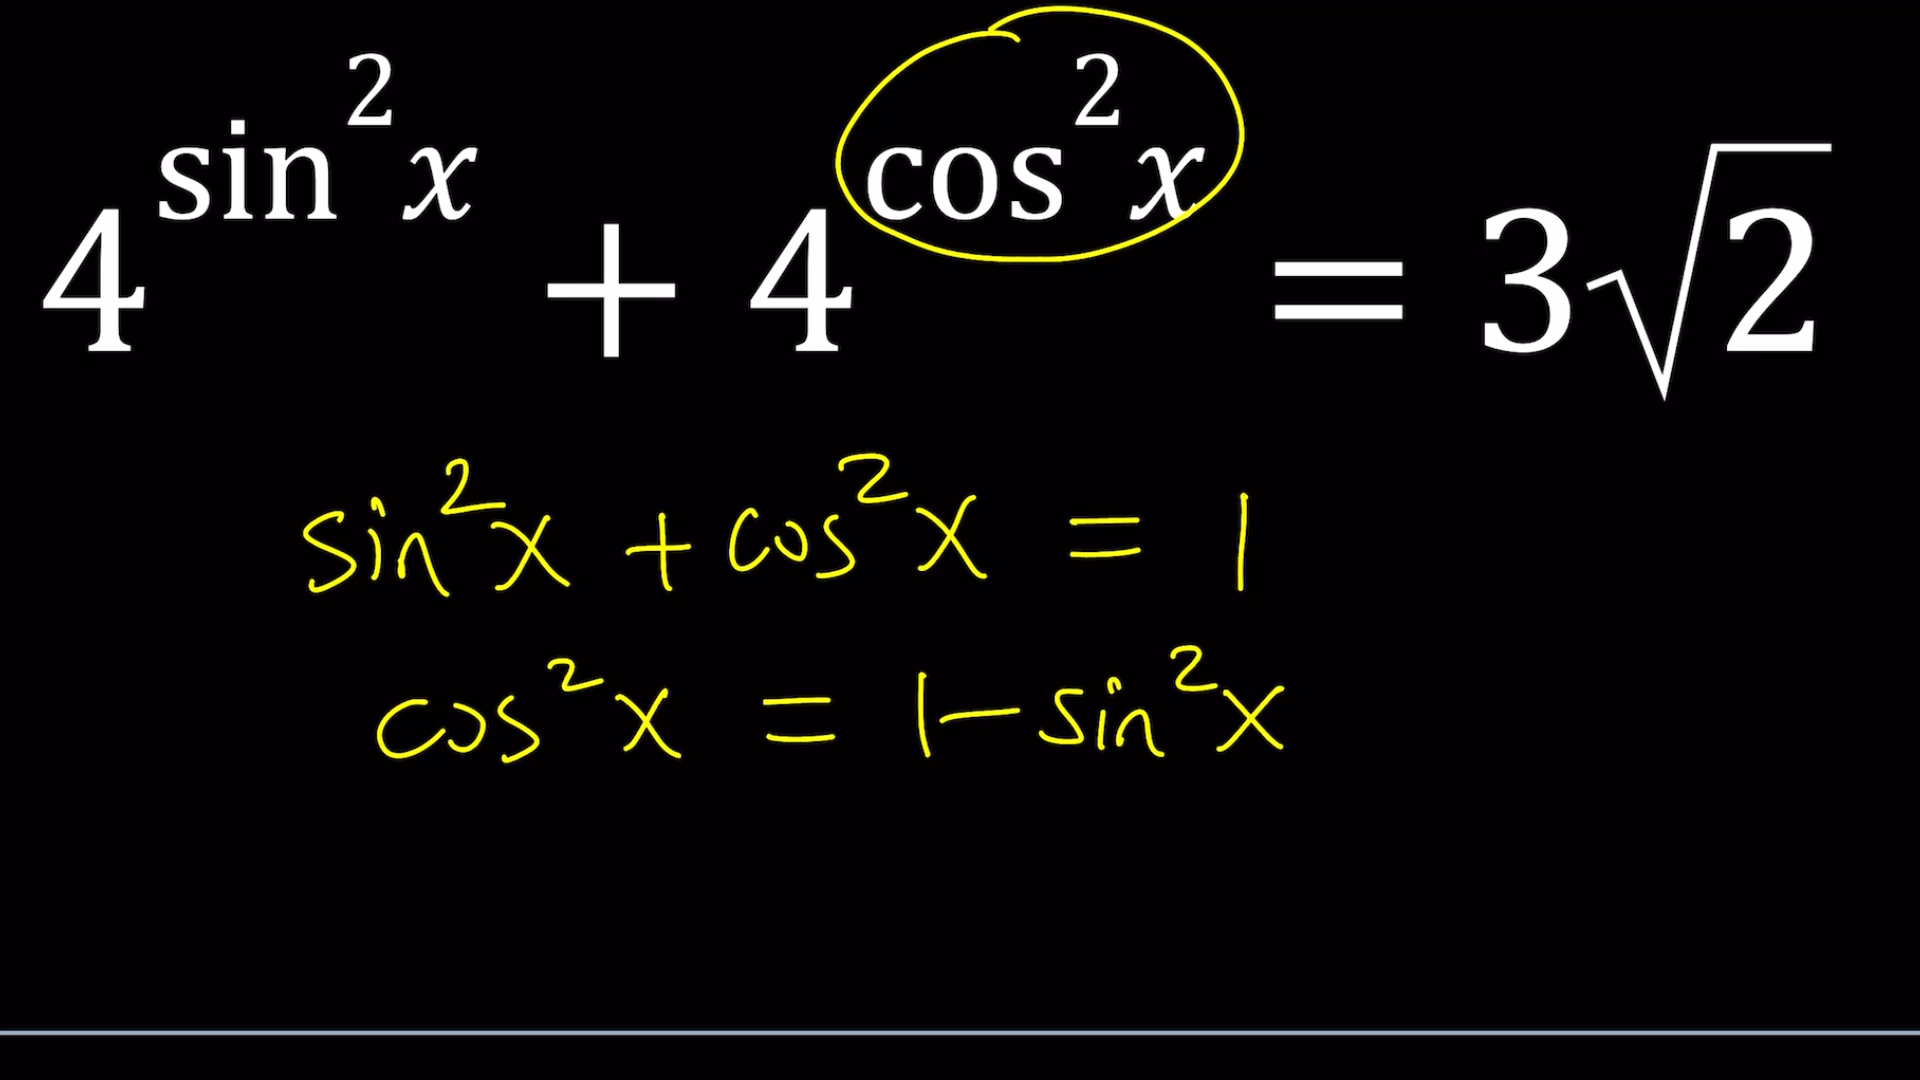 4^{sin^2 x} + 4^{cos^2 x} = 3√2
sin²x + cos²x = 1
cos²x = 1 - sin²x